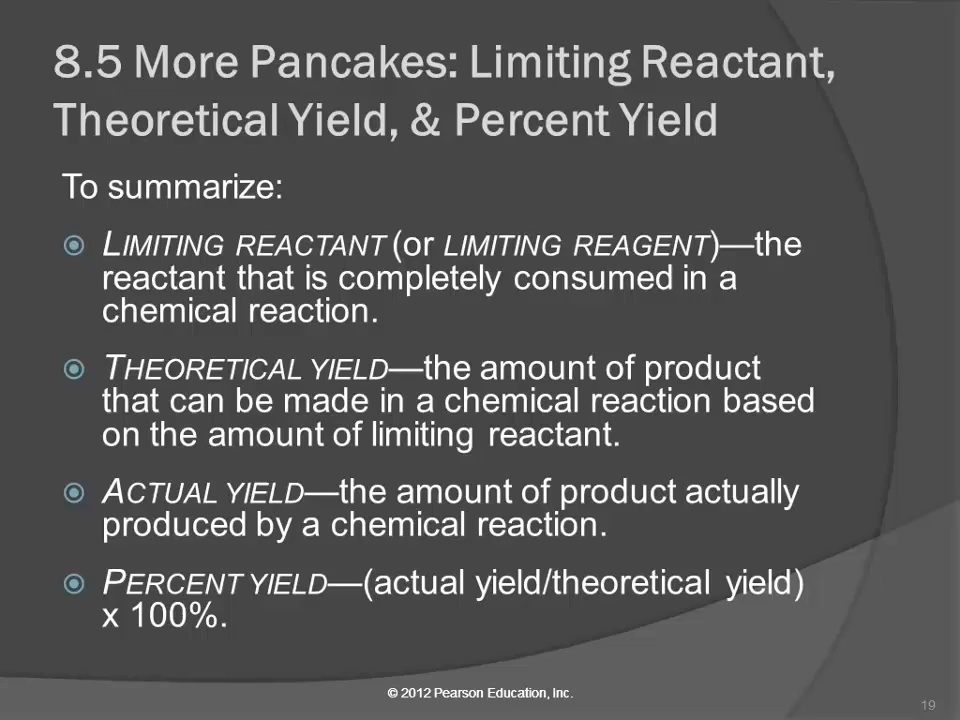 8.5 More Pancakes: Limiting Reactant,
Theoretical Yield, & Percent Yield
To summarize:
LIMITING REACTANT (or LIMITING REAGENT)—the
reactant that is completely consumed in a
chemical reaction.
THEORETICAL YIELD—the amount of product
that can be made in a chemical reaction based
on the amount of limiting reactant.
ACTUAL YIELD—the amount of product actually
produced by a chemical reaction.
PERCENT YIELD—(actual yield/theoretical yield)
x 100%.
© 2012 Pearson Education, Inc.
19